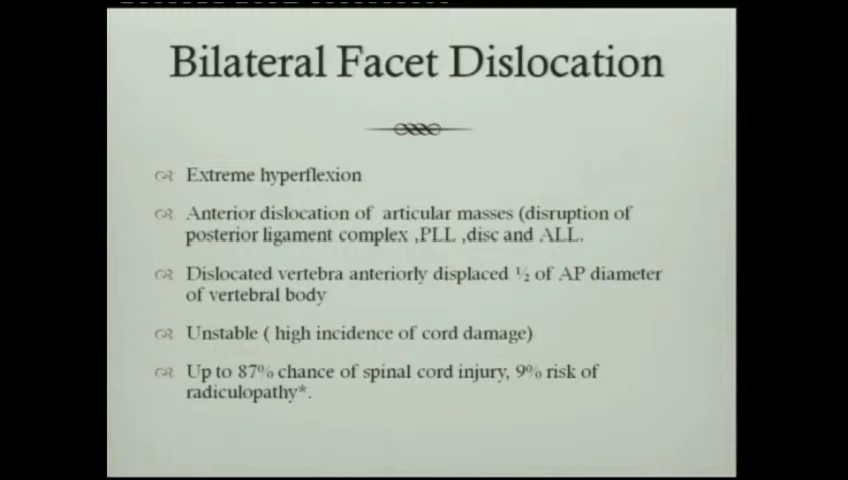 Bilateral Facet Dislocation
Extreme hyperflexion
Anterior dislocation of articular masses (disruption of
posterior ligament complex ,PLL ,disc and ALL.
Dislocated vertebra anteriorly displaced ½ of AP diameter
of vertebral body
Unstable ( high incidence of cord damage)
Up to 87% chance of spinal cord injury, 9% risk of
radiculopathy*.